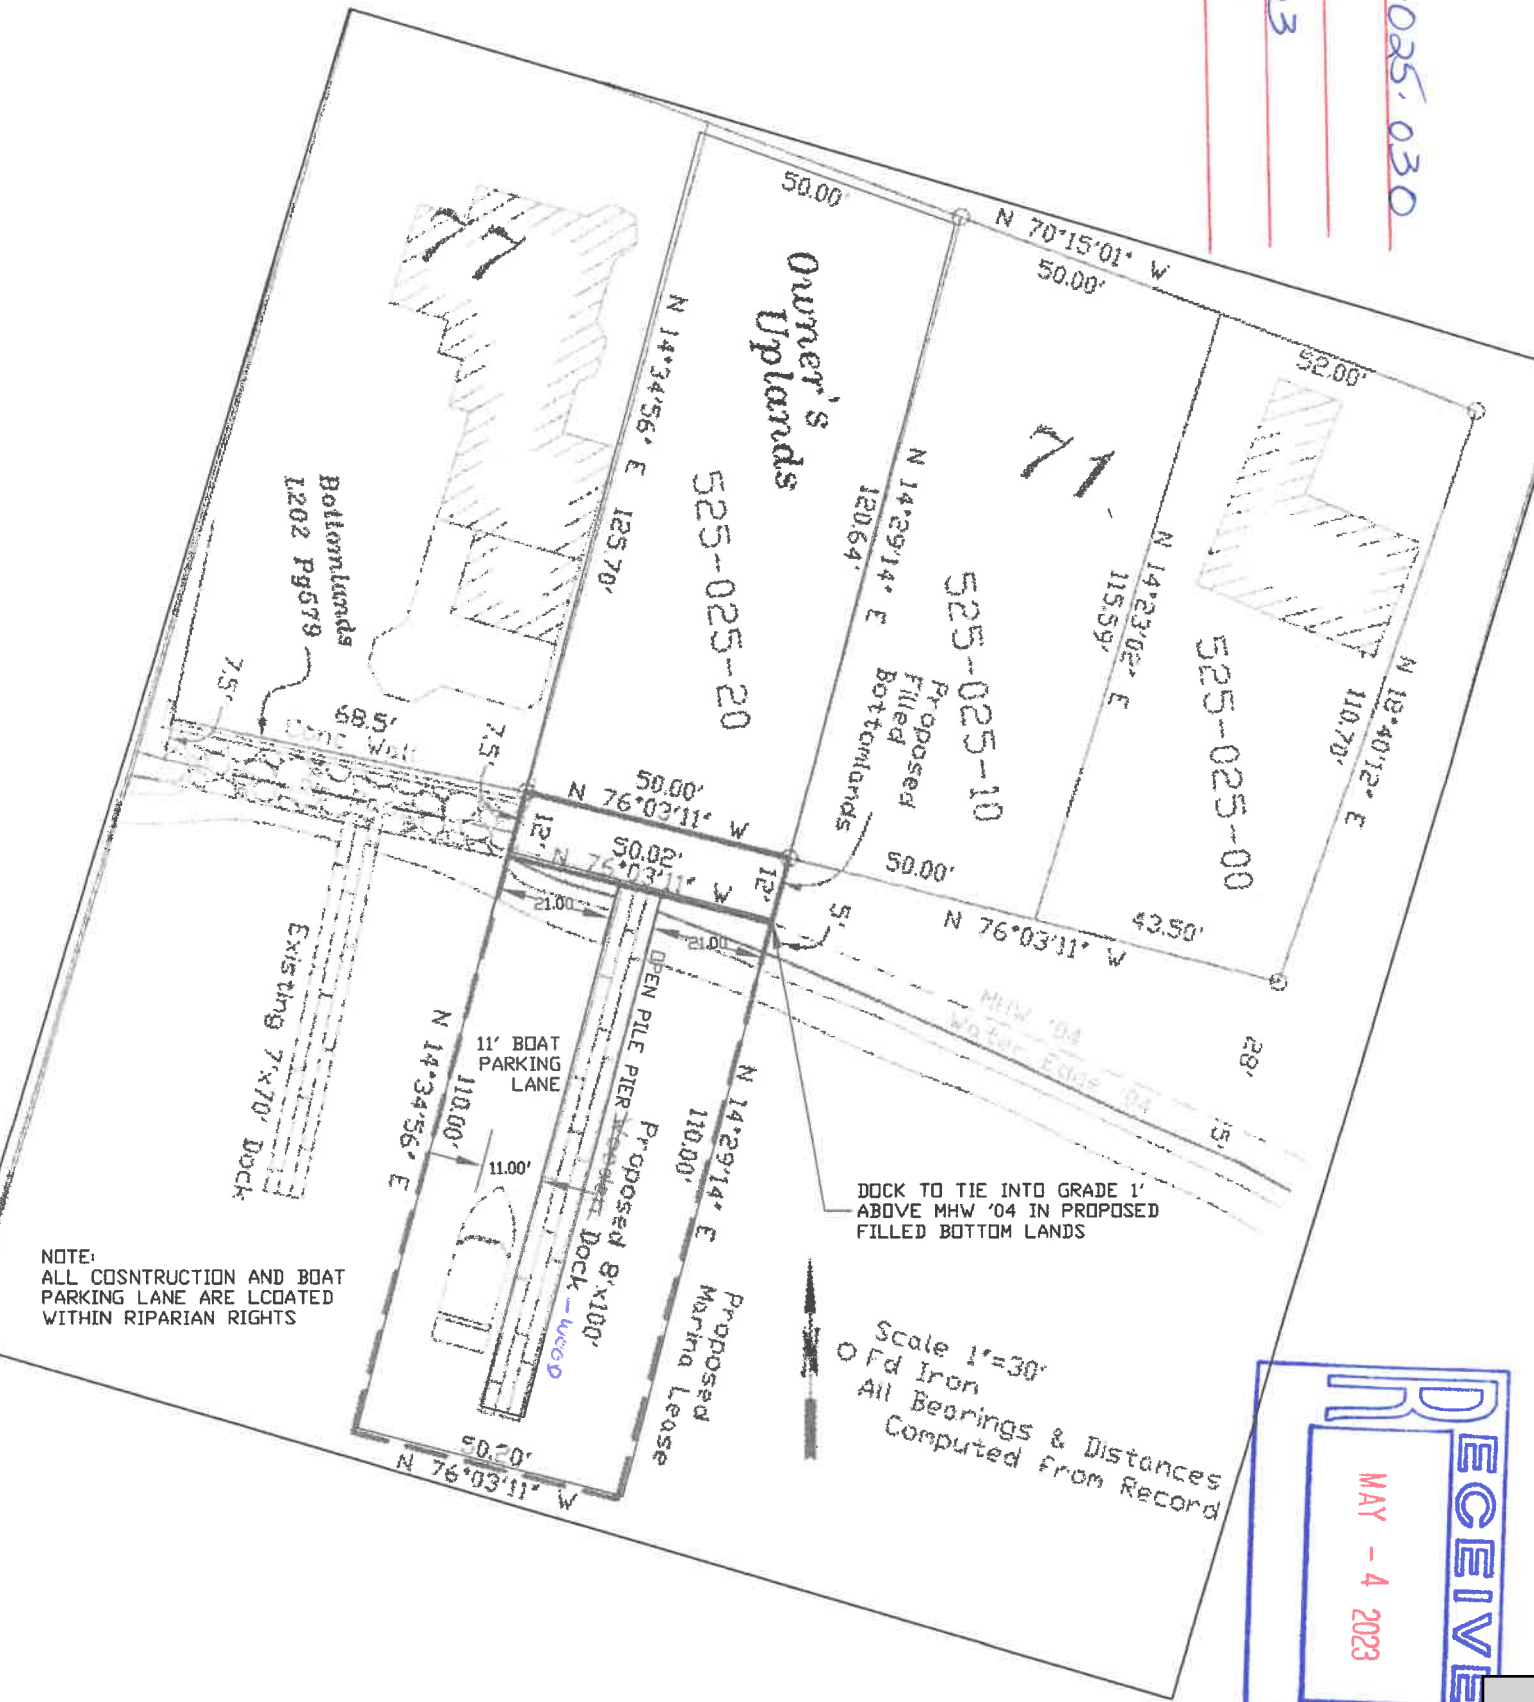 025.030
3
50.00'
N 70°15'01" W
50.00'
52.00'
77
Owner's
Uplands
71
N 14°34'56" E 125.70'
N 14°29'14" E
120.64'
N 14°23'02" E
115.59'
N 18°40'12" E
110.70'
525-025-20
525-025-10
525-025-00
Bottomlands
L202 Pg579
Proposed
Filled
Bottomlands
7.5'
68.5'
Conc Wall
7.5'
50.00'
N 76°03'11" W
12'
50.02'
N 76°03'11" W
12'
50.00'
N 76°03'11" W
43.50'
5'
21.00
21.00
MHW '04
Water Edge '04
28'
15'
Existing 7'x70' Dock
N 14°34'56" E
110.00'
11' BOAT
PARKING
LANE
11.00'
OPEN PILE PIER
Proposed 8'x100'
Wooden Dock - WOOD
N 14°29'14" E
110.00'
Proposed
Marina Lease
50.20'
N 76°03'11" W
DOCK TO TIE INTO GRADE 1'
ABOVE MHW '04 IN PROPOSED
FILLED BOTTOM LANDS
NOTE:
ALL COSNTRUCTION AND BOAT
PARKING LANE ARE LCOATED
WITHIN RIPARIAN RIGHTS
Scale 1"=30'
O Fd Iron
All Bearings & Distances
Computed from Record
RECEIVE
MAY - 4 2023